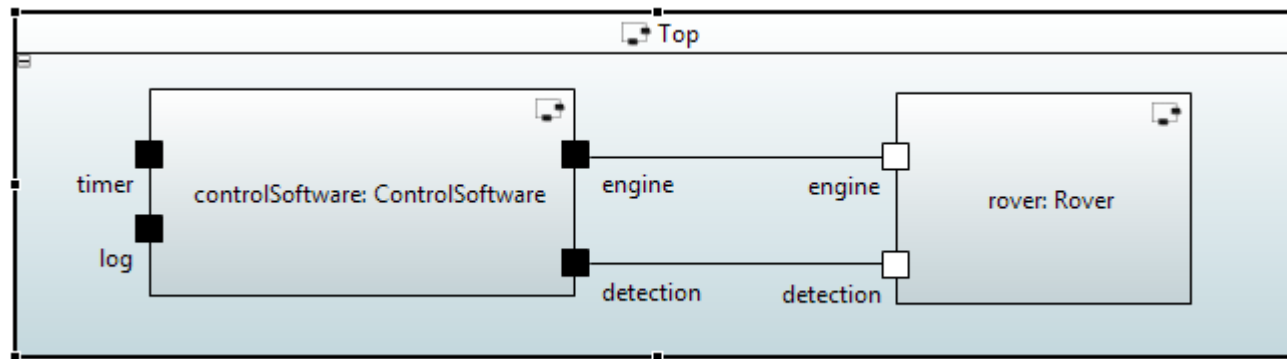 Top
timer
log
controlSoftware: ControlSoftware
engine
detection
engine
detection
rover: Rover